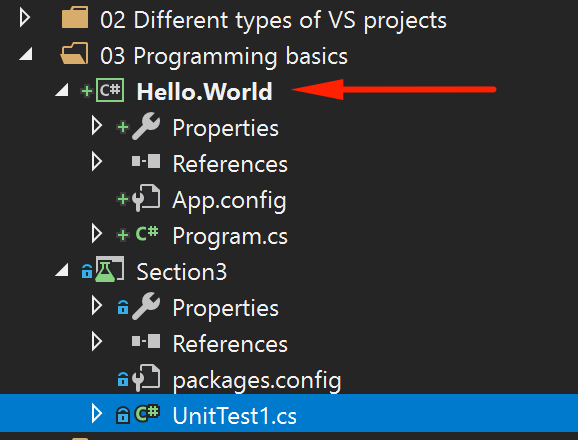 02 Different types of VS projects
03 Programming basics
C# Hello.World
Properties
References
App.config
C# Program.cs
Section3
Properties
References
packages.config
C# UnitTest1.cs